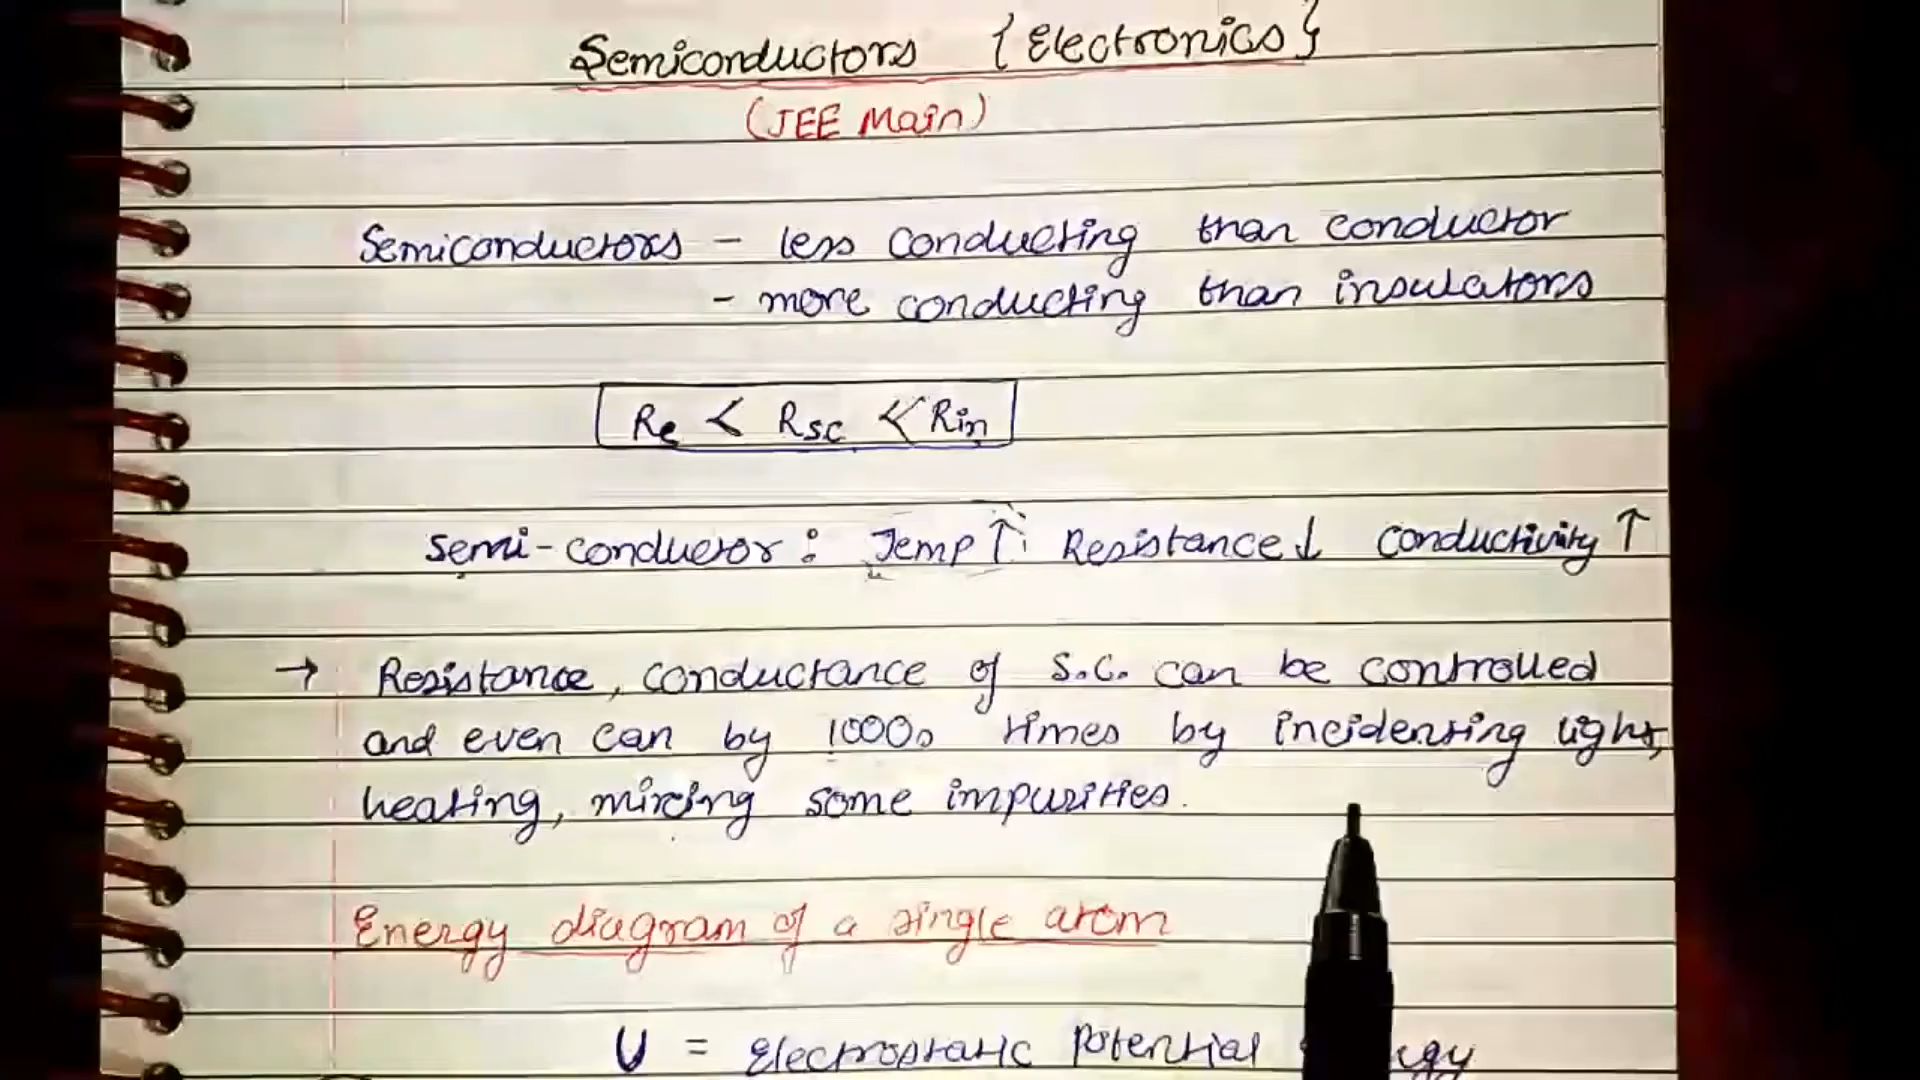 Semiconductors {Electronics}
(JEE Main)
Semiconductors - less conducting than conductor
- more conducting than insulators
Rc < Rsc << Rin
semi-conductor : Temp ↑ Resistance ↓ conductivity ↑
→ Resistance, conductance of S.C. can be controlled
and even can by 1000s times by incidenting light,
heating, mixing some impurities.
Energy diagram of a single atom
U = Electrostatic Potential